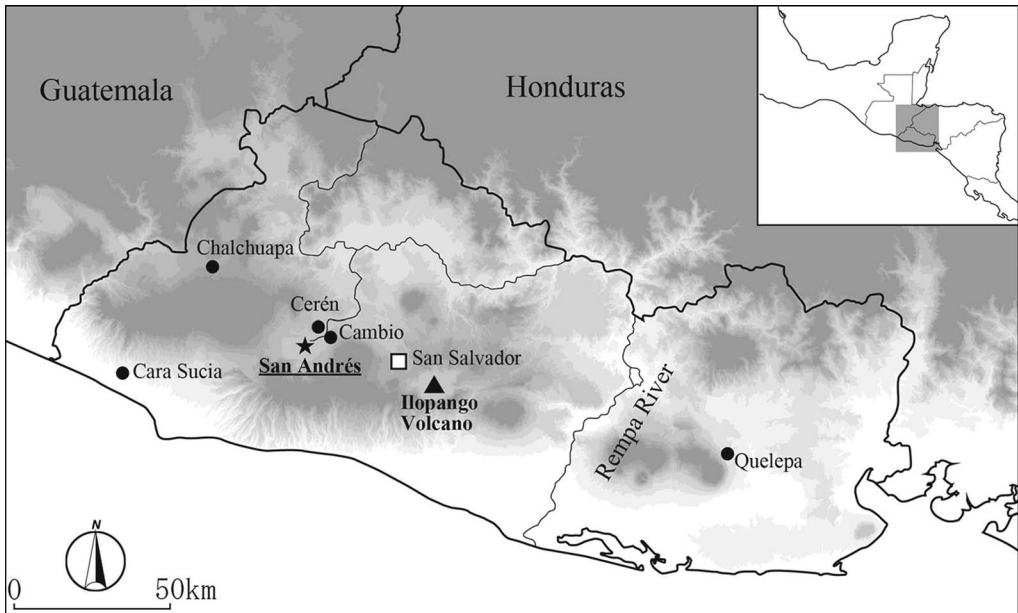 Guatemala
Honduras
Chalchuapa
Cerén
Cambio
San Andrés
San Salvador
Cara Sucia
Ilopango
Volcano
Rempa River
Quelepa
N
0 50km